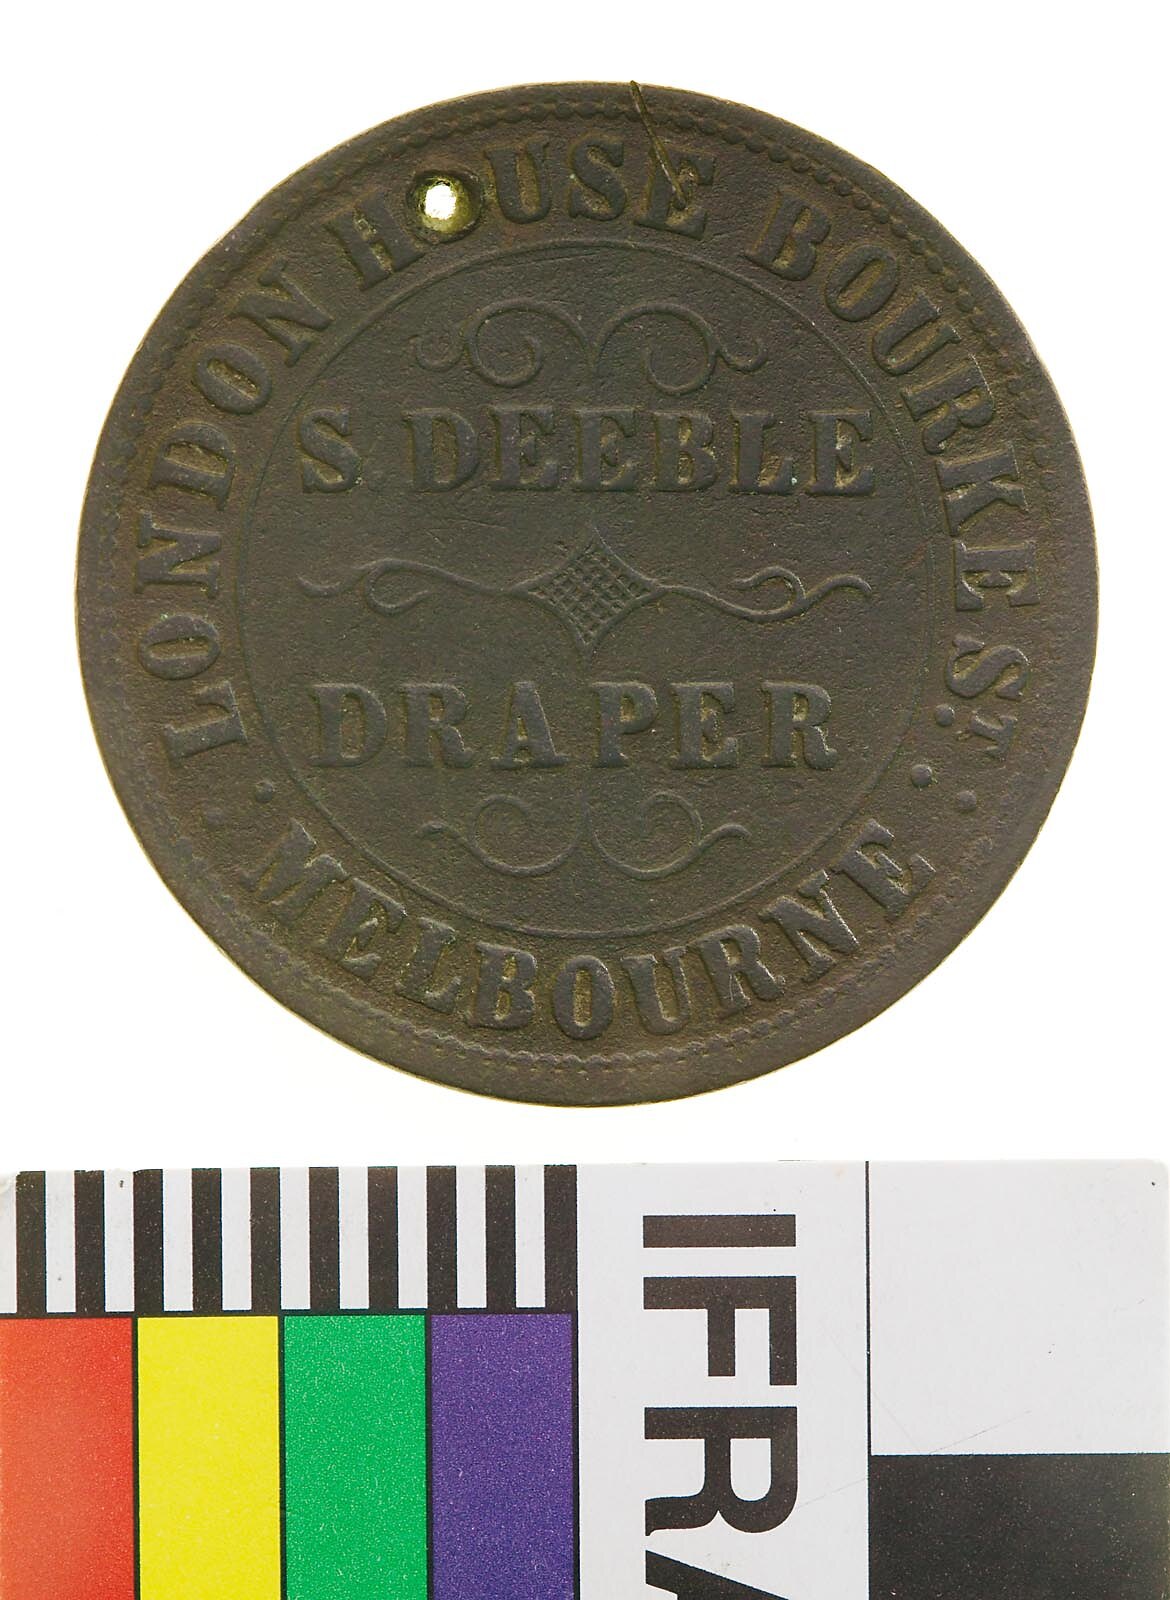 LONDON HOUSE BOURKE ST.
S DEEBLE
DRAPER
· MELBOURNE ·
IFRA